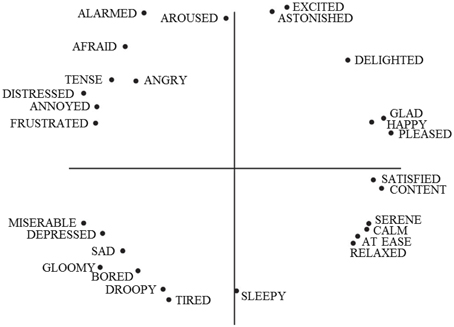 EXCITED
ALARMED
AROUSED
ASTONISHED
AFRAID
DELIGHTED
TENSE
ANGRY
DISTRESSED
ANNOYED
GLAD
FRUSTRATED
HAPPY
PLEASED
SATISFIED
CONTENT
MISERABLE
SERENE
DEPRESSED
CALM
AT EASE
SAD
RELAXED
GLOOMY
BORED
DROOPY
SLEEPY
TIRED